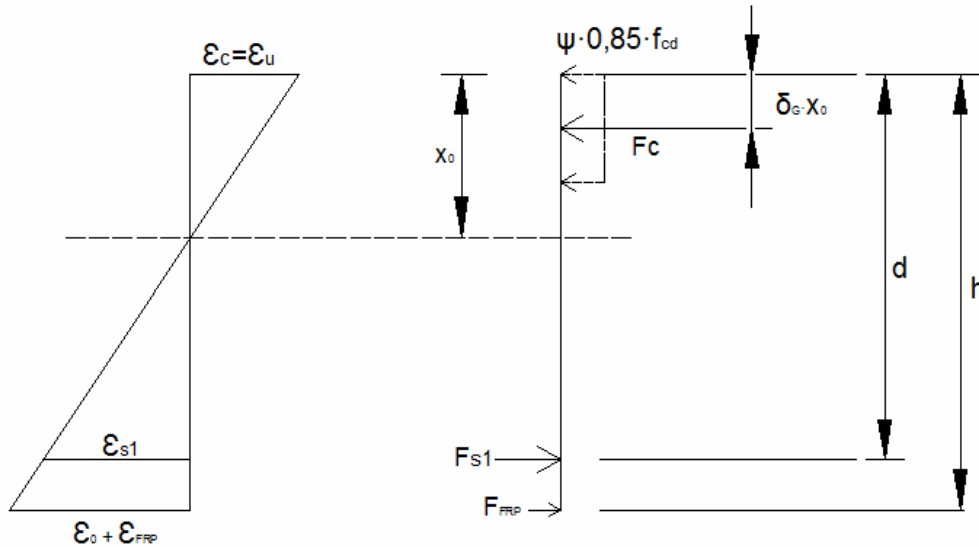 εc=εu
ψ·0,85·fcd
δG·x0
x0
Fc
d
h
εs1
Fs1
FFRP
ε0 + εFRP